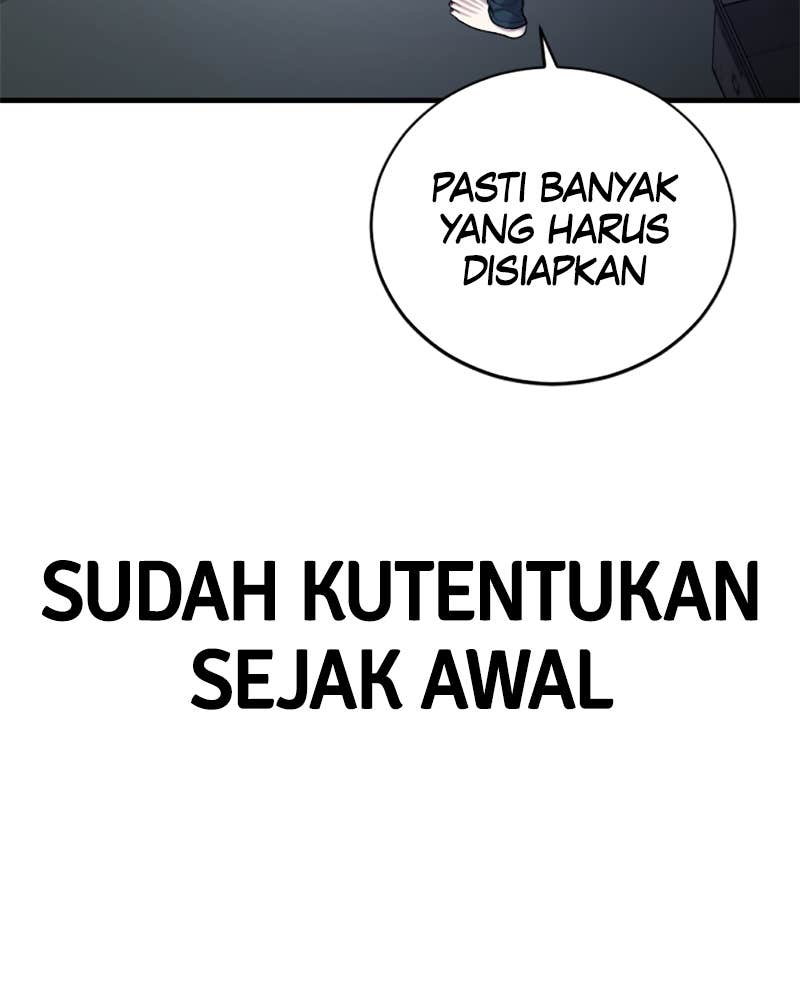 PASTI BANYAK
YANG HARUS
DISIAPKAN
SUDAH KUTENTUKAN
SEJAK AWAL